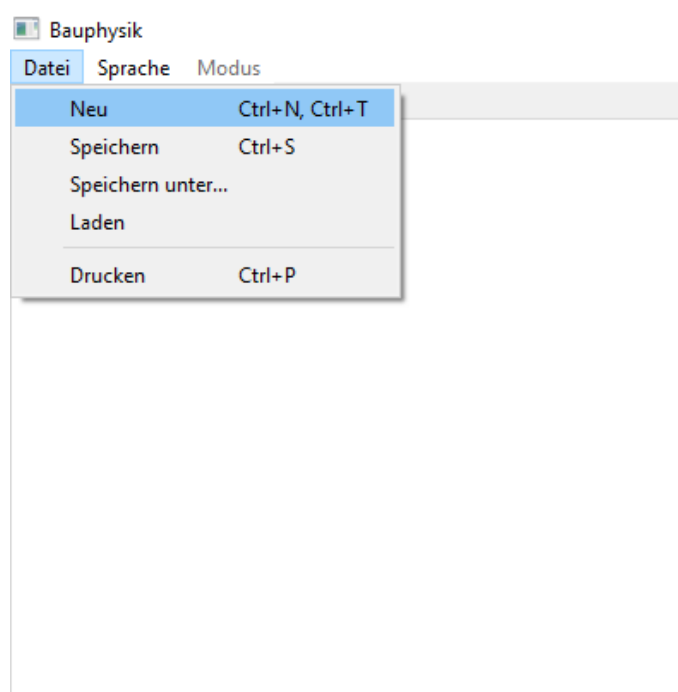 Bauphysik
Datei Sprache Modus
Neu Ctrl+N, Ctrl+T
Speichern Ctrl+S
Speichern unter...
Laden
Drucken Ctrl+P